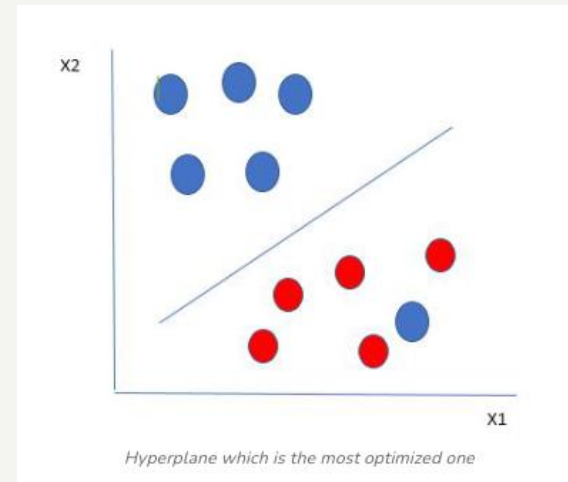 X2
X1
Hyperplane which is the most optimized one